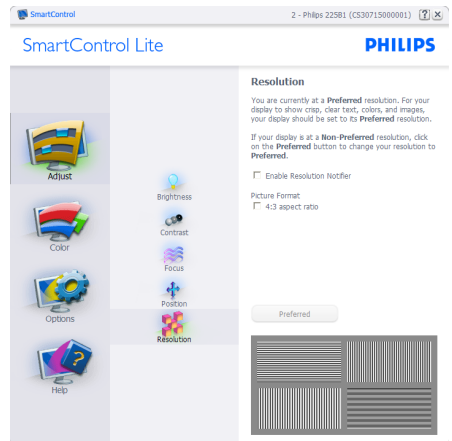 SmartControl
2 - Philips 225B1 (CS30715000001)
SmartControl Lite
PHILIPS
Adjust
Color
Options
Help
Brightness
Contrast
Focus
Position
Resolution
Resolution
You are currently at a Preferred resolution. For your
display to show crisp, clear text, colors, and images,
your display should be set to its Preferred resolution.
If your display is at a Non-Preferred resolution, click
on the Preferred button to change your resolution to
Preferred.
Enable Resolution Notifier
Picture Format
4:3 aspect ratio
Preferred